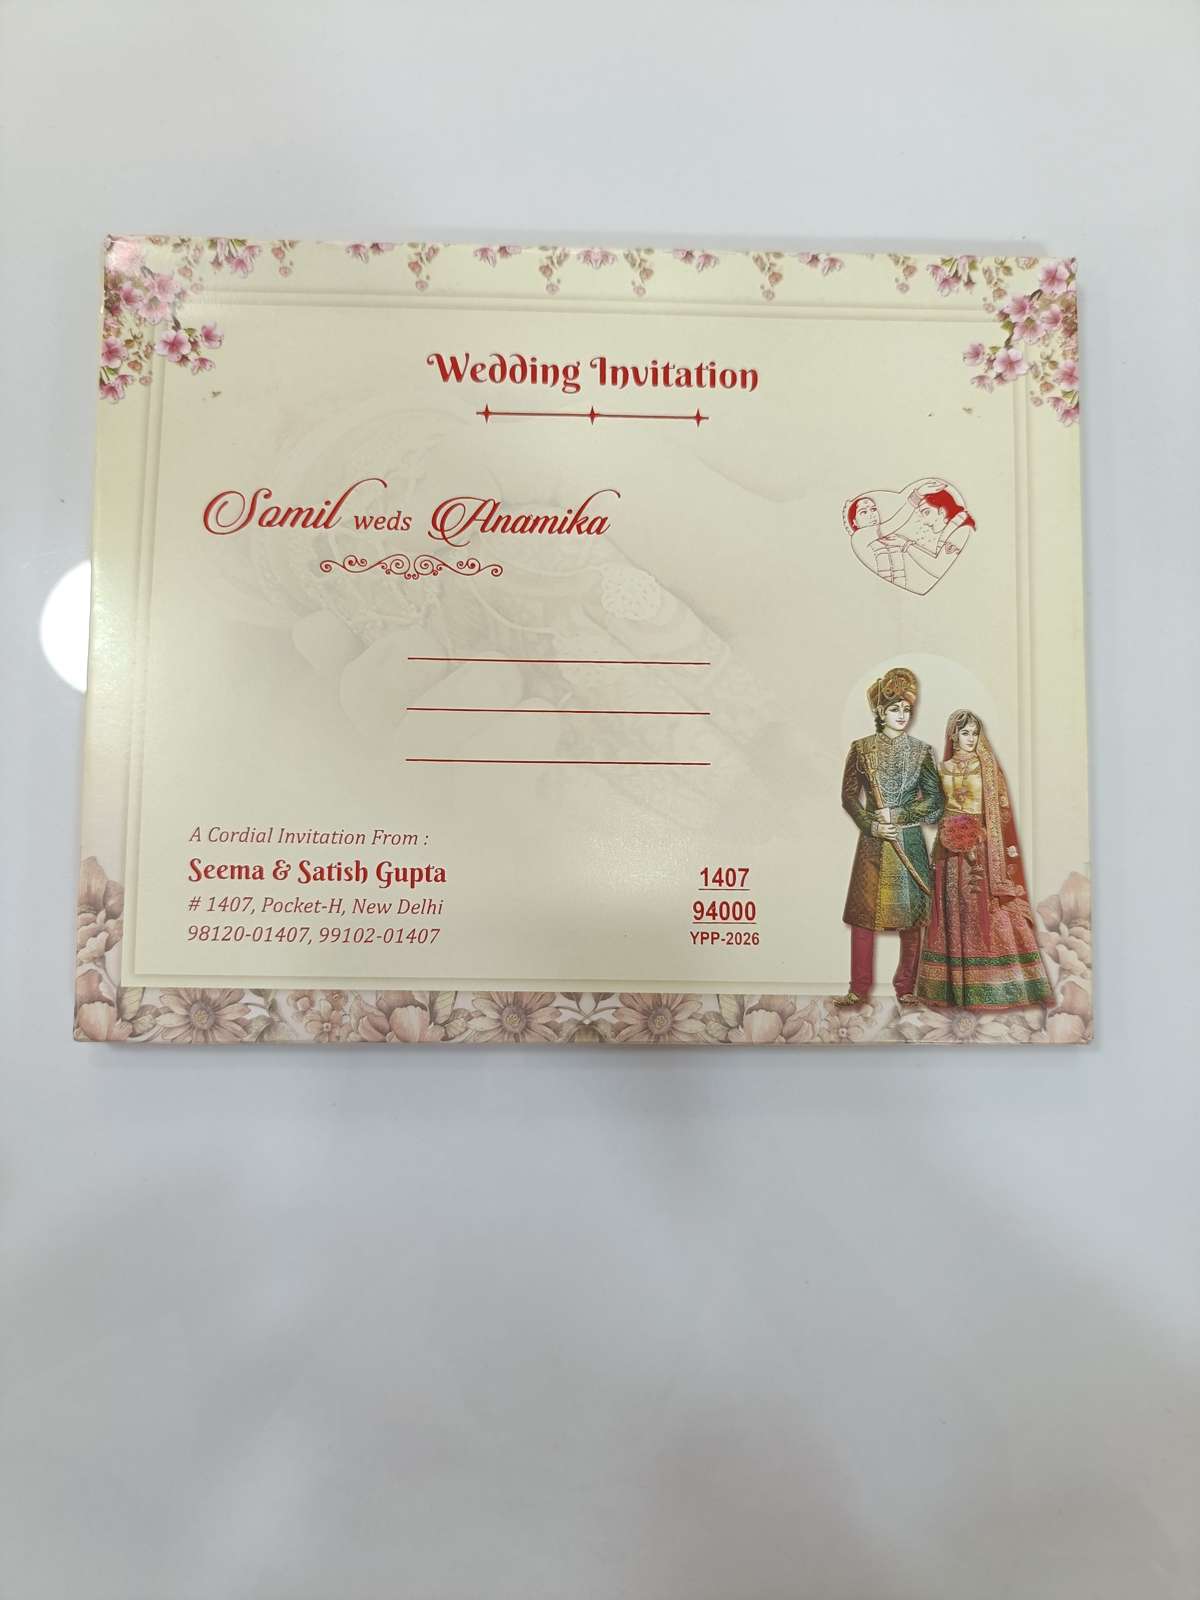 Wedding Invitation
Somil weds Anamika
A Cordial Invitation From :
Seema & Satish Gupta
# 1407, Pocket-H, New Delhi
98120-01407, 99102-01407
1407
94000
YPP-2026